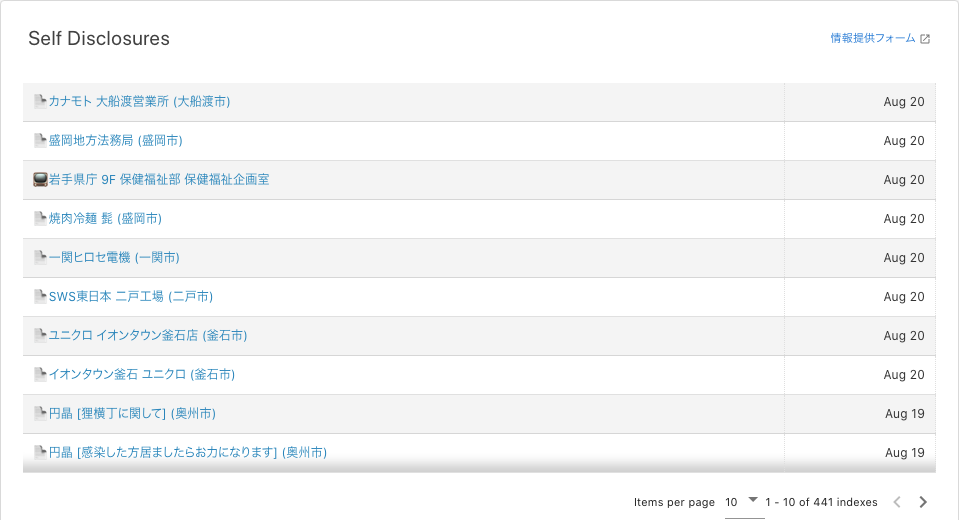 Self Disclosures
情報提供フォーム
カナモト 大船渡営業所 (大船渡市) Aug 20
盛岡地方法務局 (盛岡市) Aug 20
岩手県庁 9F 保健福祉部 保健福祉企画室 Aug 20
焼肉冷麺 髭 (盛岡市) Aug 20
一関ヒロセ電機 (一関市) Aug 20
SWS東日本 二戸工場 (二戸市) Aug 20
ユニクロ イオンタウン釜石店 (釜石市) Aug 20
イオンタウン釜石 ユニクロ (釜石市) Aug 20
円晶 [狸横丁に関して] (奥州市) Aug 19
円晶 [感染した方居ましたらお力になります] (奥州市) Aug 19
Items per page 10 1 - 10 of 441 indexes